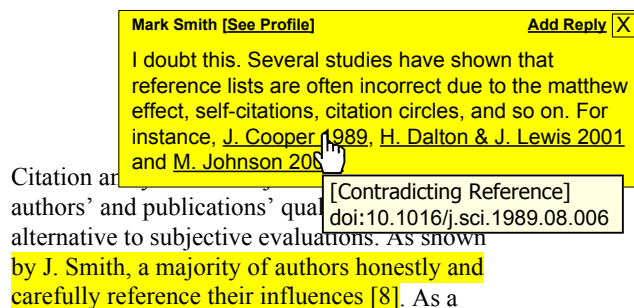 Mark Smith [See Profile] Add Reply X
I doubt this. Several studies have shown that
reference lists are often incorrect due to the matthew
effect, self-citations, citation circles, and so on. For
instance, J. Cooper 1989, H. Dalton & J. Lewis 2001
and M. Johnson
[Contradicting Reference]
doi:10.1016/j.sci.1989.08.006
Citation
authors’ and publications’
alternative to subjective evaluations. As shown
by J. Smith, a majority of authors honestly and
carefully reference their influences [8]. As a